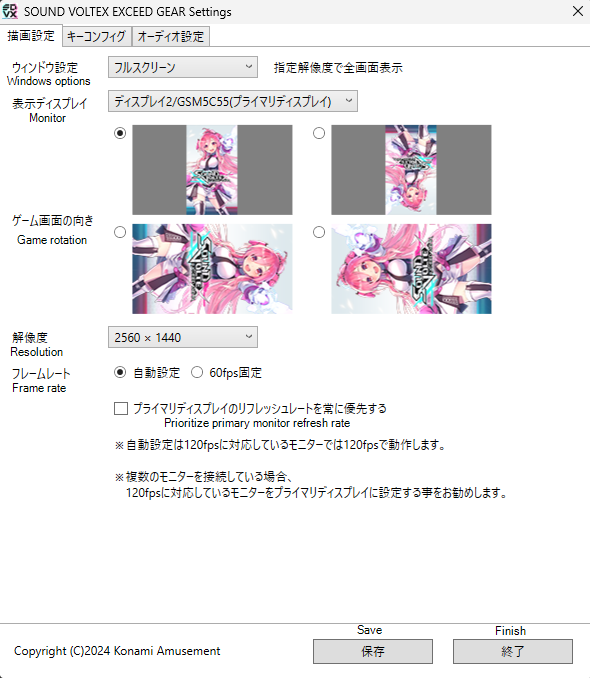 SOUND VOLTEX EXCEED GEAR Settings
描画設定 キーコンフィグ オーディオ設定
ウィンドウ設定 フルスクリーン 指定解像度で全画面表示
Windows options
表示ディスプレイ ディスプレイ2/GSM5C55(プライマリディスプレイ)
Monitor
ゲーム画面の向き
Game rotation
解像度 2560 × 1440
Resolution
フレームレート 自動設定 60fps固定
Frame rate
プライマリディスプレイのリフレッシュレートを常に優先する
Prioritize primary monitor refresh rate
※自動設定は120fpsに対応しているモニターでは120fpsで動作します。
※複数のモニターを接続している場合、
120fpsに対応しているモニターをプライマリディスプレイに設定する事をお勧めします。
Save Finish
Copyright (C)2024 Konami Amusement 保存 終了